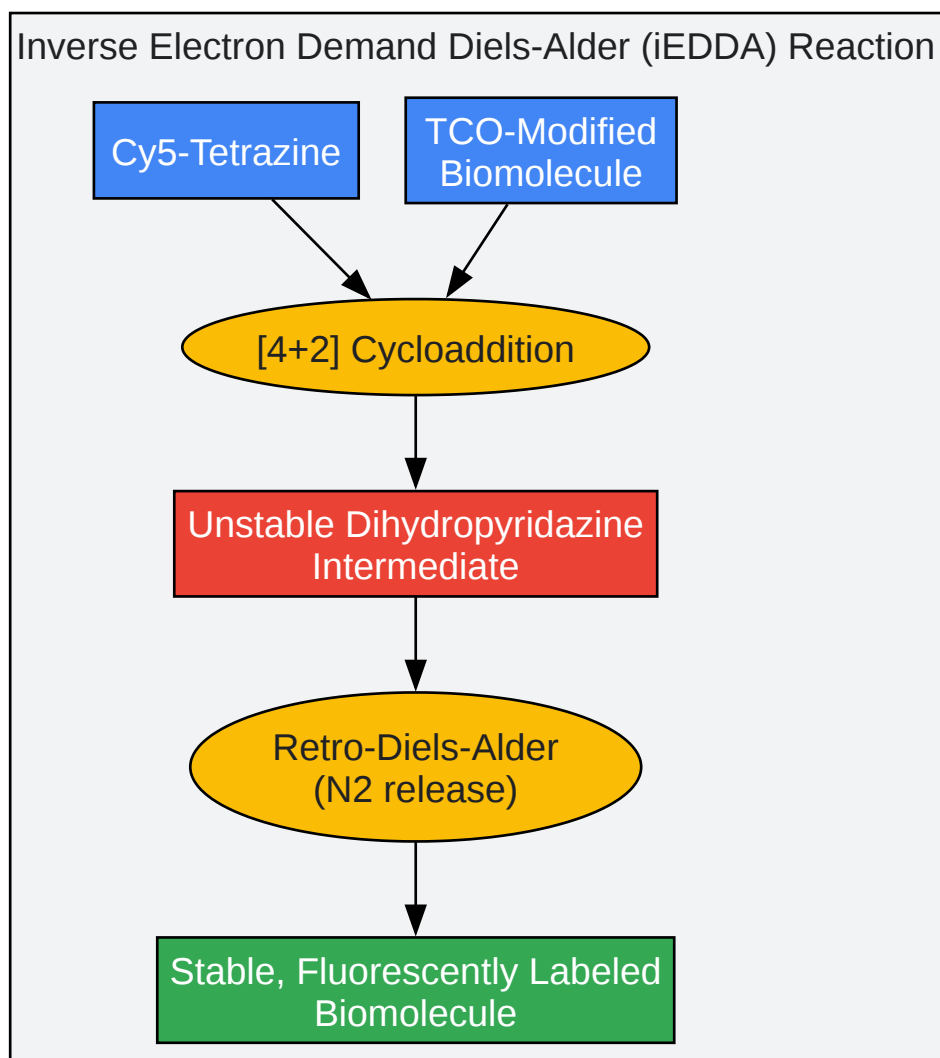 Inverse Electron Demand Diels-Alder (iEDDA) Reaction
Cy5-Tetrazine
TCO-Modified
Biomolecule
[4+2] Cycloaddition
Unstable Dihydropyridazine
Intermediate
Retro-Diels-Alder
(N2 release)
Stable, Fluorescently Labeled
Biomolecule